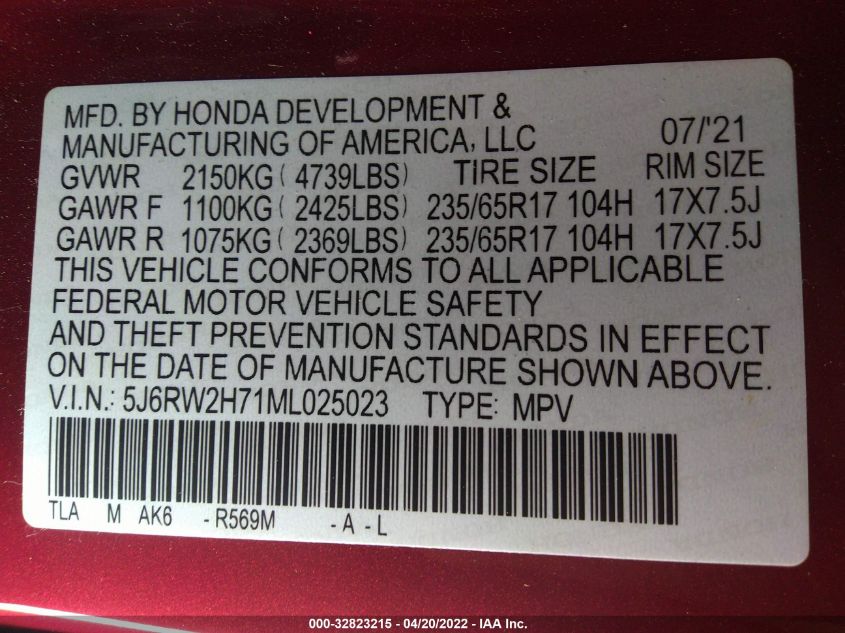 MFD. BY HONDA DEVELOPMENT &
MANUFACTURING OF AMERICA, LLC 07/'21
GVWR 2150KG ( 4739LBS) TIRE SIZE RIM SIZE
GAWR F 1100KG ( 2425LBS) 235/65R17 104H 17X7.5J
GAWR R 1075KG ( 2369LBS) 235/65R17 104H 17X7.5J
THIS VEHICLE CONFORMS TO ALL APPLICABLE
FEDERAL MOTOR VEHICLE SAFETY
AND THEFT PREVENTION STANDARDS IN EFFECT
ON THE DATE OF MANUFACTURE SHOWN ABOVE.
V.I.N.: 5J6RW2H71ML025023 TYPE: MPV
TLA M AK6 -R569M -A-L
000-32823215 - 04/20/2022 - IAA Inc.